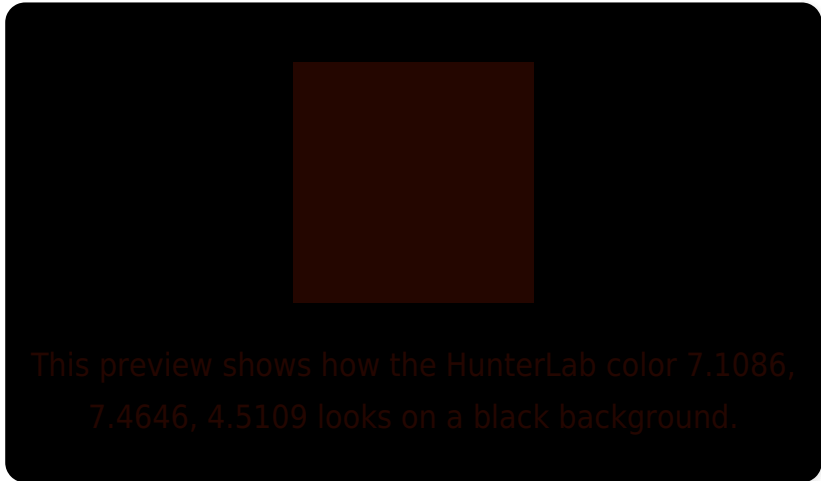 This preview shows how the HunterLab color 7.1086,
7.4646, 4.5109 looks on a black background.